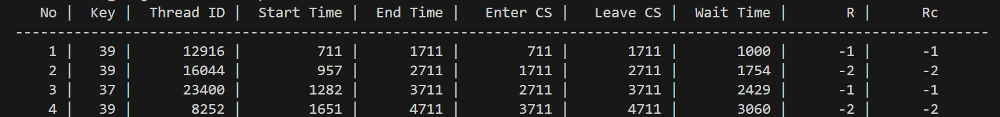 No | Key | Thread ID | Start Time | End Time | Enter CS | Leave CS | Wait Time | R | Rc
---------------------------------------------------------------------------------------------------------------------
1 | 39 | 12916 | 711 | 1711 | 711 | 1711 | 1000 | -1 | -1
2 | 39 | 16044 | 957 | 2711 | 1711 | 2711 | 1754 | -2 | -2
3 | 37 | 23400 | 1282 | 3711 | 2711 | 3711 | 2429 | -1 | -1
4 | 39 | 8252 | 1651 | 4711 | 3711 | 4711 | 3060 | -2 | -2